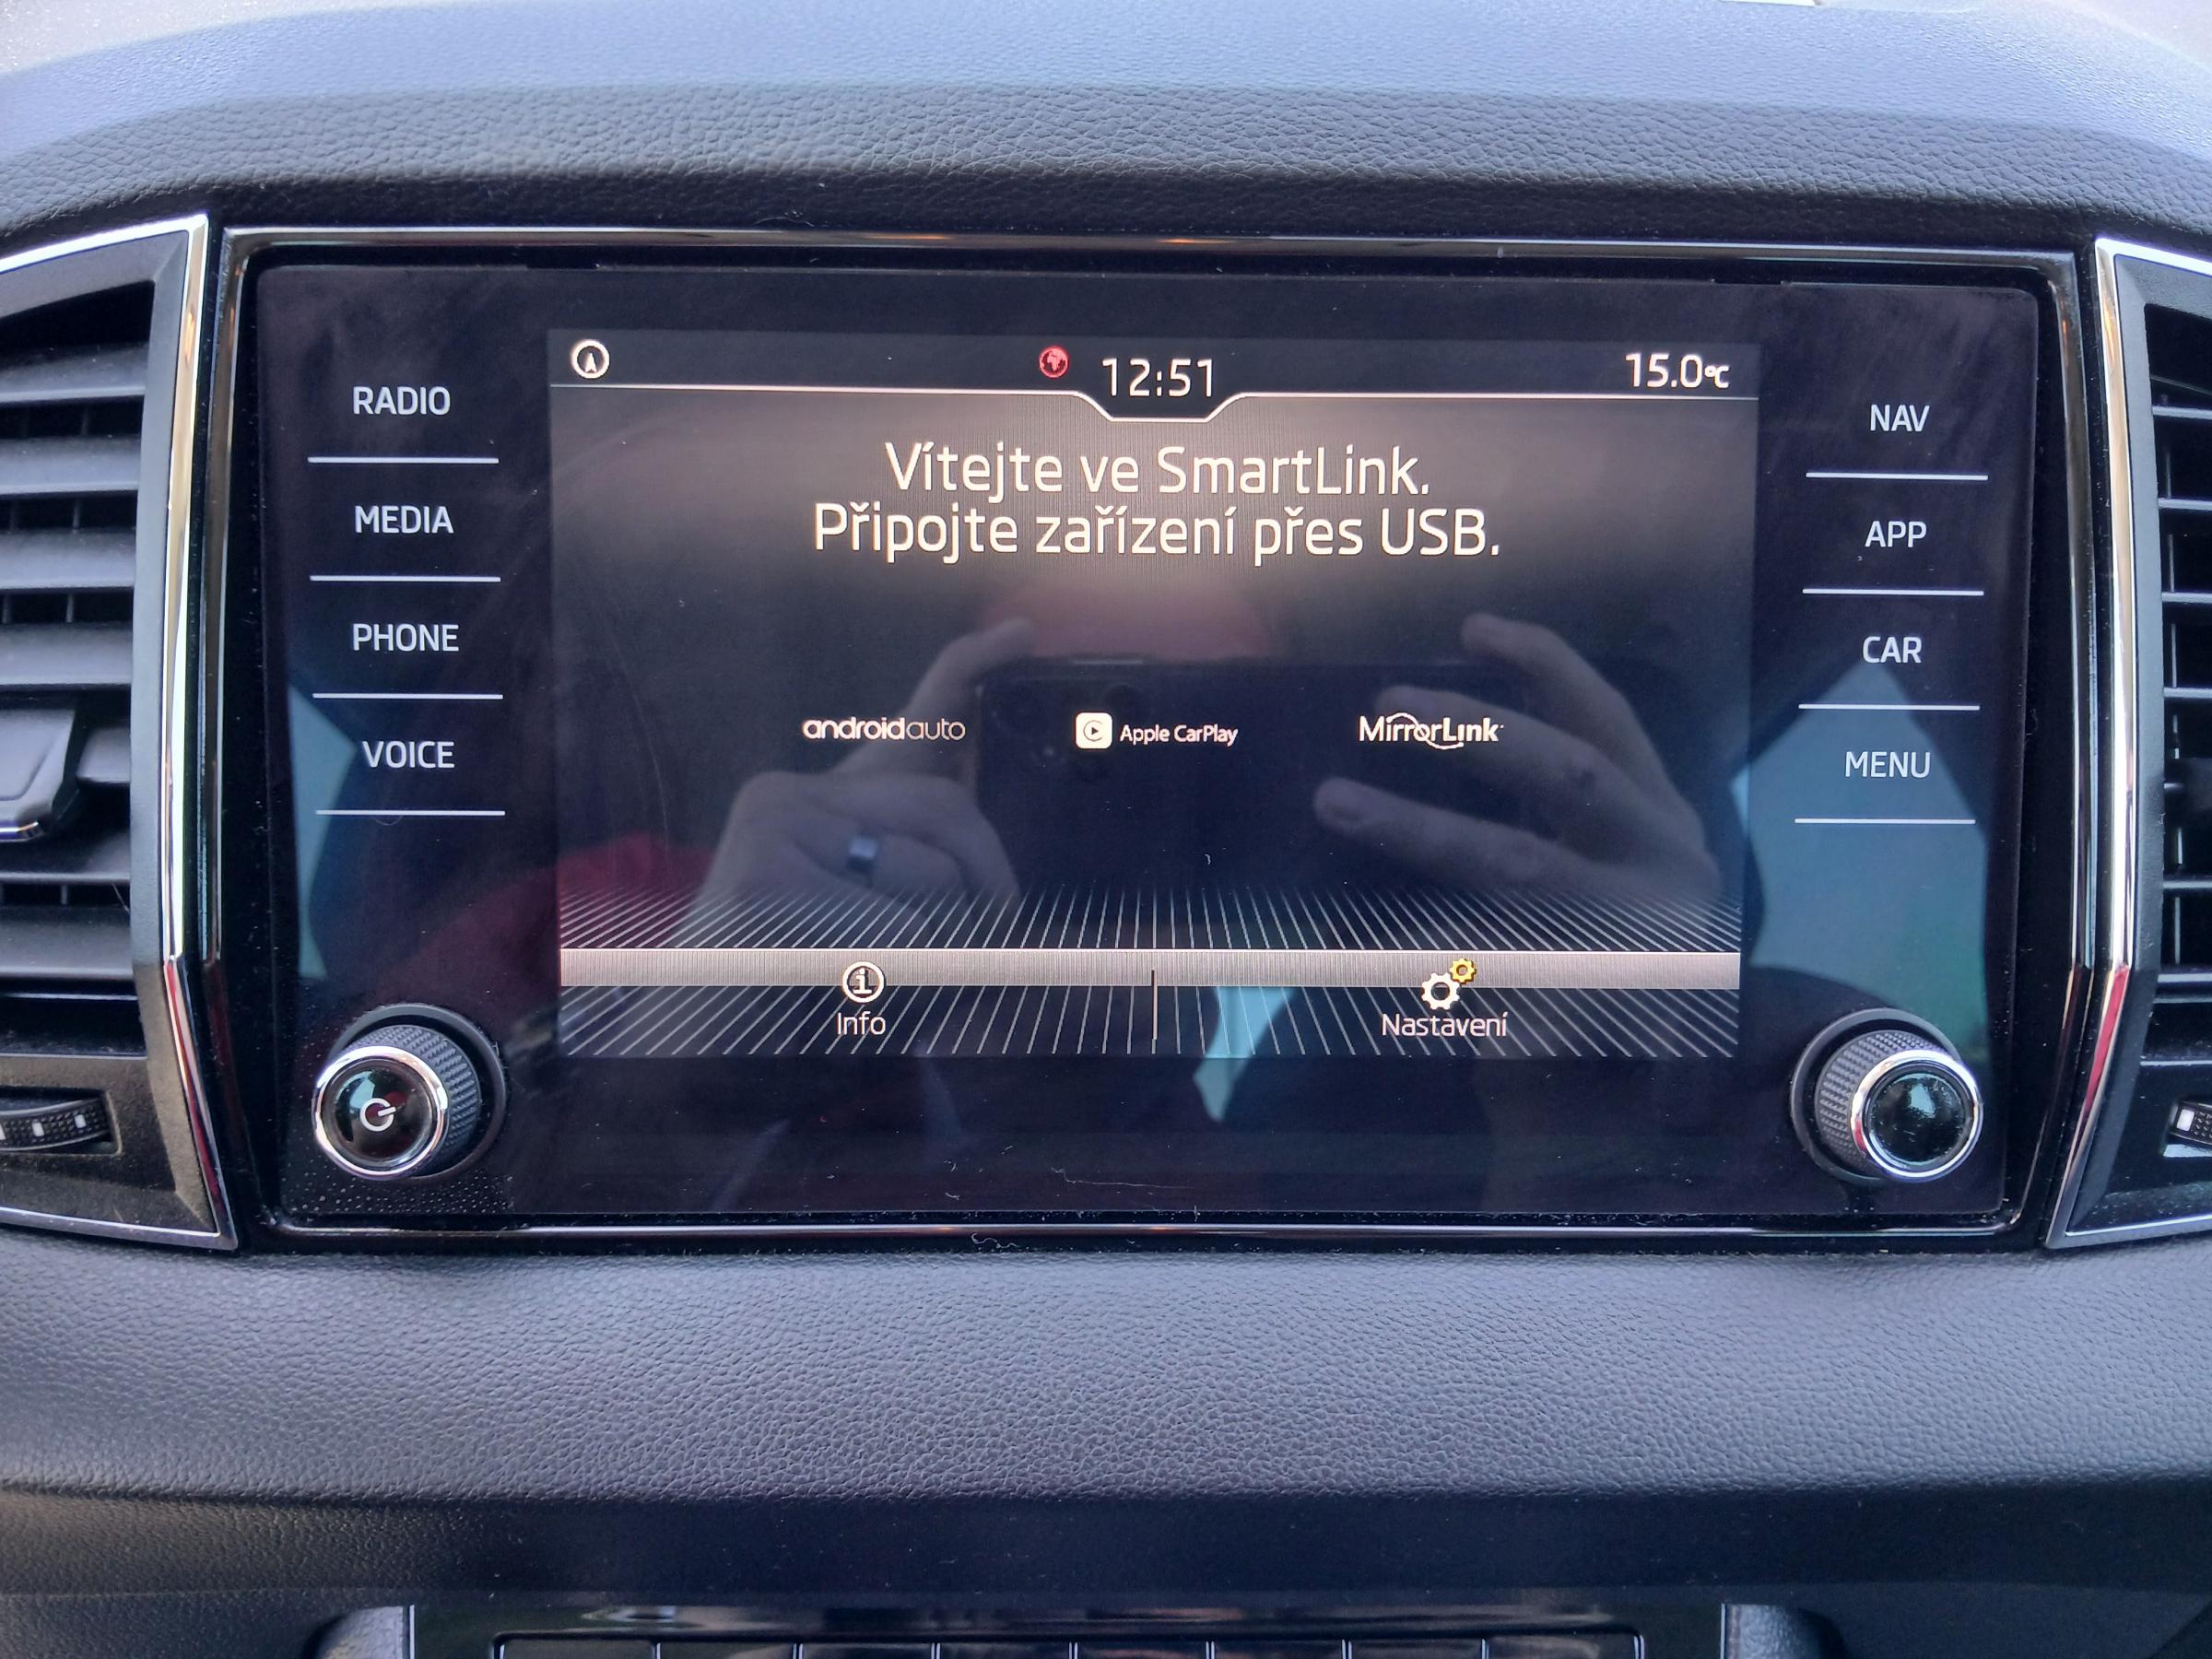 RADIO
MEDIA
PHONE
VOICE
12:51
15.0°C
Vítejte ve SmartLink.
Připojte zařízení přes USB.
androidauto
Apple CarPlay
MirrorLink
Info
Nastavení
NAV
APP
CAR
MENU